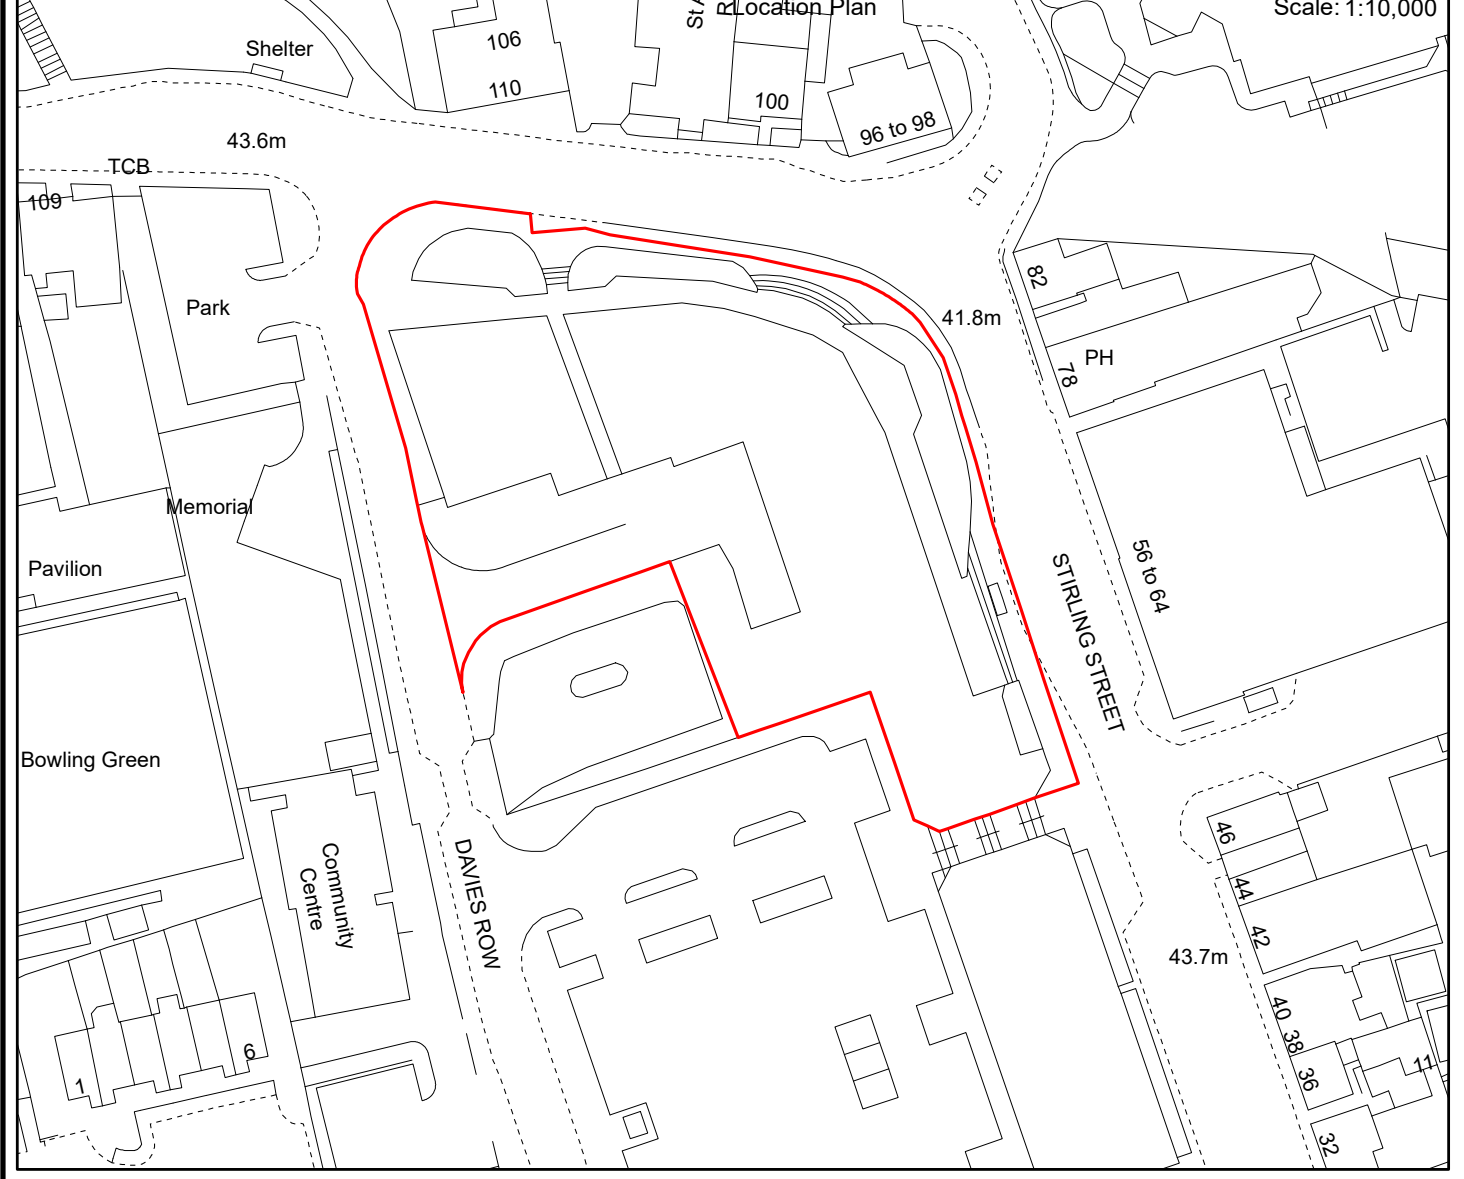 Location Plan
Scale: 1:10,000
St A
R
Shelter
106
110
100
96 to 98
43.6m
TCB
109
Park
82
41.8m
PH
78
Memorial
Pavilion
56 to 64
STIRLING STREET
Bowling Green
Community
Centre
DAVIES ROW
46
44
42
43.7m
40
38
36
11
6
1
32